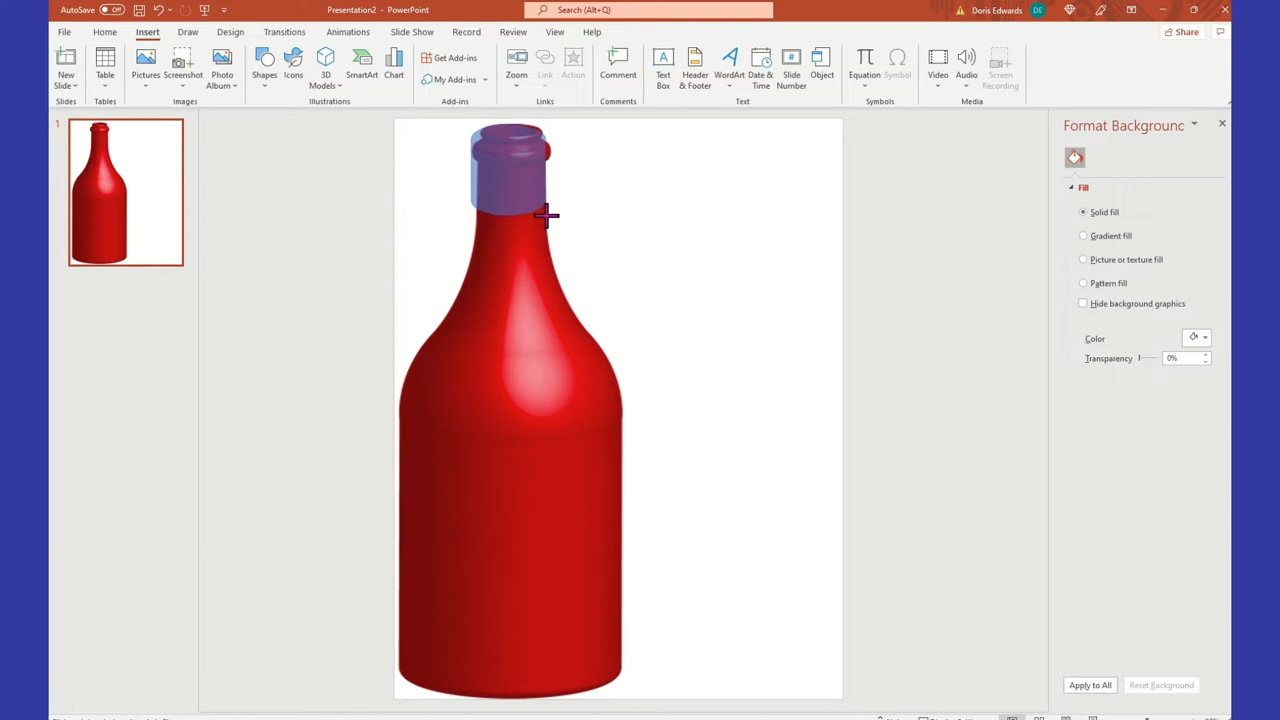 AutoSave Off Presentation2 - PowerPoint Search (Alt+Q) Doris Edwards DE
File Home Insert Draw Design Transitions Animations Slide Show Record Review View Help Share
New Slide Table Pictures Screenshot Photo Album Shapes Icons 3D Models SmartArt Chart Get Add-ins My Add-ins Zoom Link Action Comment Text Box Header & Footer WordArt Date & Time Slide Number Object Equation Symbol Video Audio Screen Recording
Slides Tables Images Illustrations Add-ins Links Comments Text Symbols Media
1
Format Background
Fill
Solid fill
Gradient fill
Picture or texture fill
Pattern fill
Hide background graphics
Color
Transparency 0%
Apply to All Reset Background